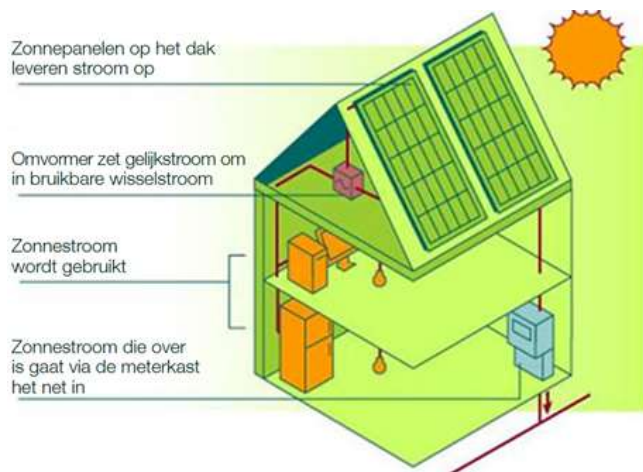 Zonnepanelen op het dak
leveren stroom op
Omvormer zet gelijkstroom om
in bruikbare wisselstroom
Zonnestroom
wordt gebruikt
Zonnestroom die over
is gaat via de meterkast
het net in